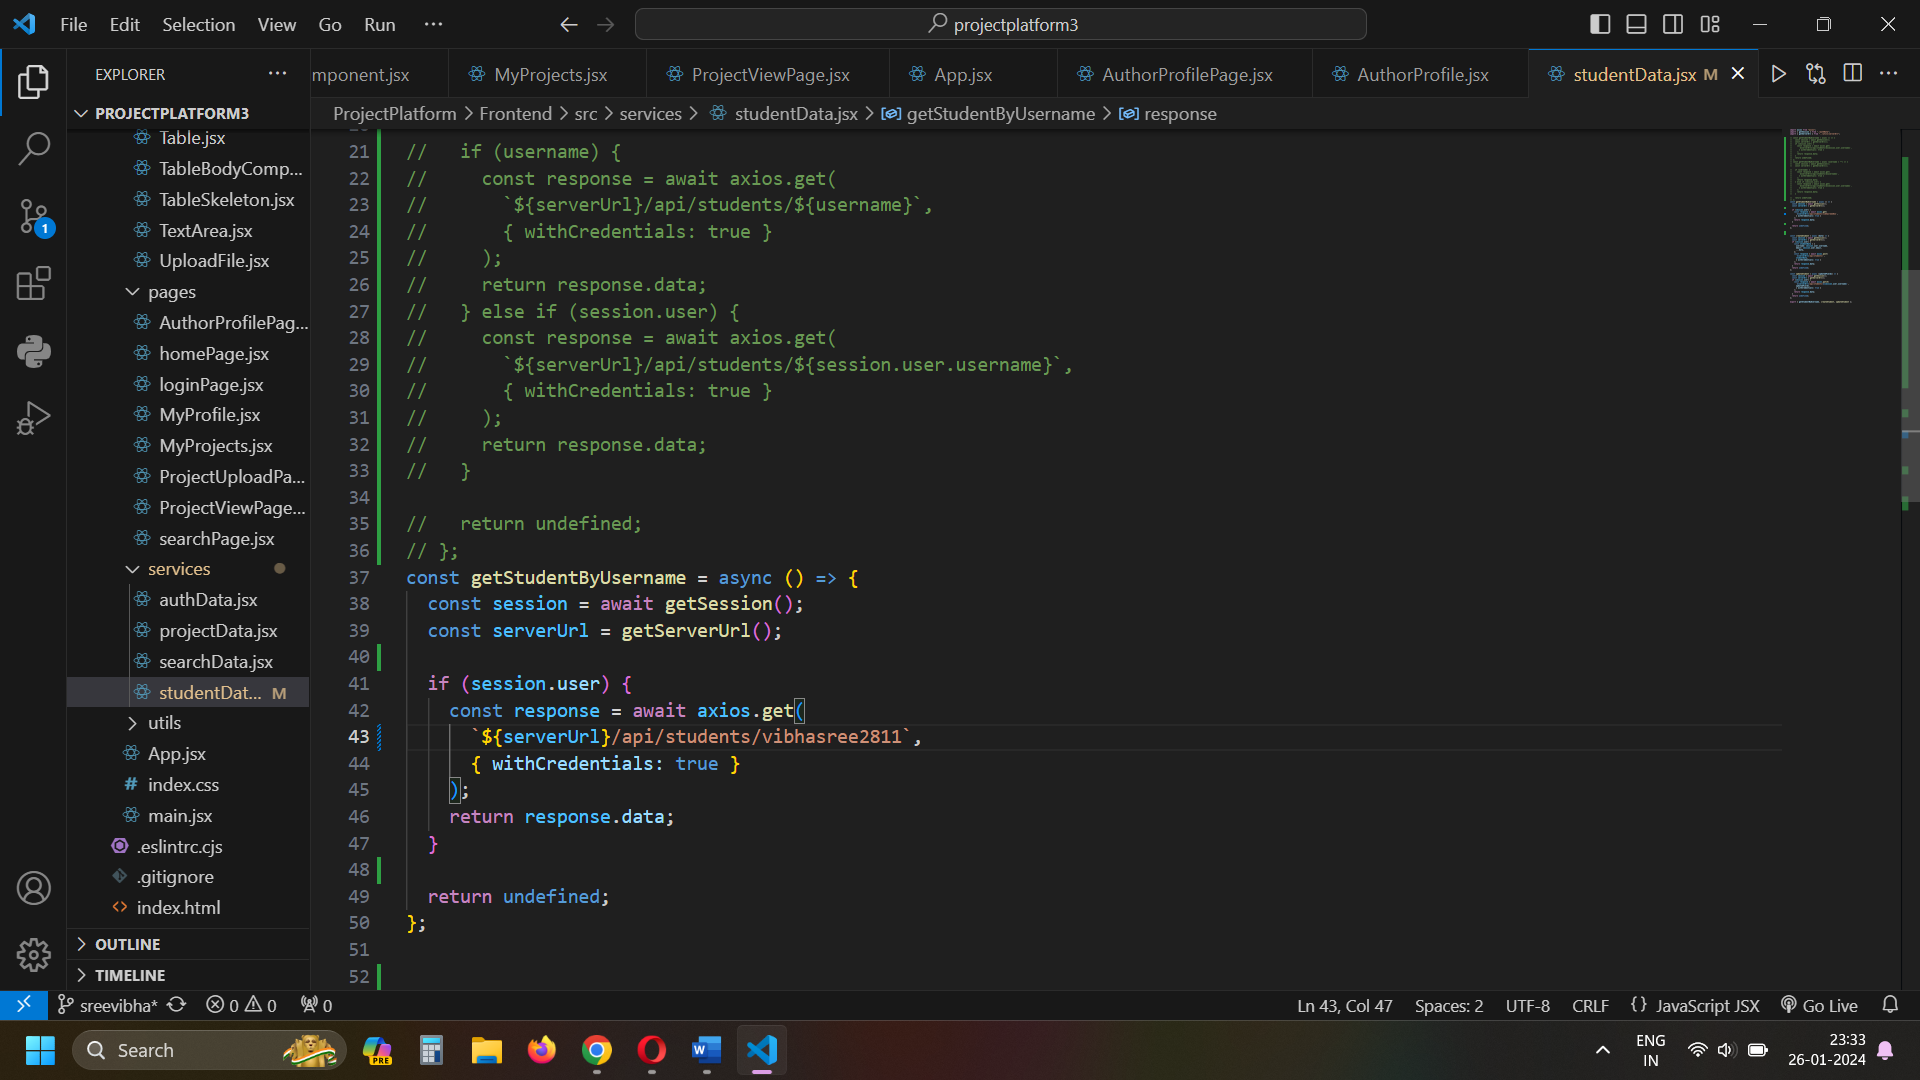 File Edit Selection View Go Run ···
projectplatform3
EXPLORER ···
mponent.jsx MyProjects.jsx ProjectViewPage.jsx App.jsx AuthorProfilePage.jsx AuthorProfile.jsx studentData.jsx M
PROJECTPLATFORM3
ProjectPlatform > Frontend > src > services > studentData.jsx > getStudentByUsername > response
Table.jsx
TableBodyComp...
TableSkeleton.jsx
TextArea.jsx
UploadFile.jsx
pages
AuthorProfilePag...
homePage.jsx
loginPage.jsx
MyProfile.jsx
MyProjects.jsx
ProjectUploadPa...
ProjectViewPage...
searchPage.jsx
services
authData.jsx
projectData.jsx
searchData.jsx
studentDat... M
utils
App.jsx
index.css
main.jsx
.eslintrc.cjs
.gitignore
index.html
OUTLINE
TIMELINE
1
21 //   if (username) {
22 //     const response = await axios.get(
23 //       `${serverUrl}/api/students/${username}`,
24 //       { withCredentials: true }
25 //     );
26 //     return response.data;
27 //   } else if (session.user) {
28 //     const response = await axios.get(
29 //       `${serverUrl}/api/students/${session.user.username}`,
30 //       { withCredentials: true }
31 //     );
32 //     return response.data;
33 //   }
34
35 //   return undefined;
36 // };
37 const getStudentByUsername = async () => {
38   const session = await getSession();
39   const serverUrl = getServerUrl();
40
41   if (session.user) {
42     const response = await axios.get(
43       `${serverUrl}/api/students/vibhasree2811`,
44       { withCredentials: true }
45     );
46     return response.data;
47   }
48
49   return undefined;
50 };
51
52
sreevibha* 0 0 0 Ln 43, Col 47 Spaces: 2 UTF-8 CRLF {} JavaScript JSX Go Live
Search
PRE
W
ENG
IN
23:33
26-01-2024